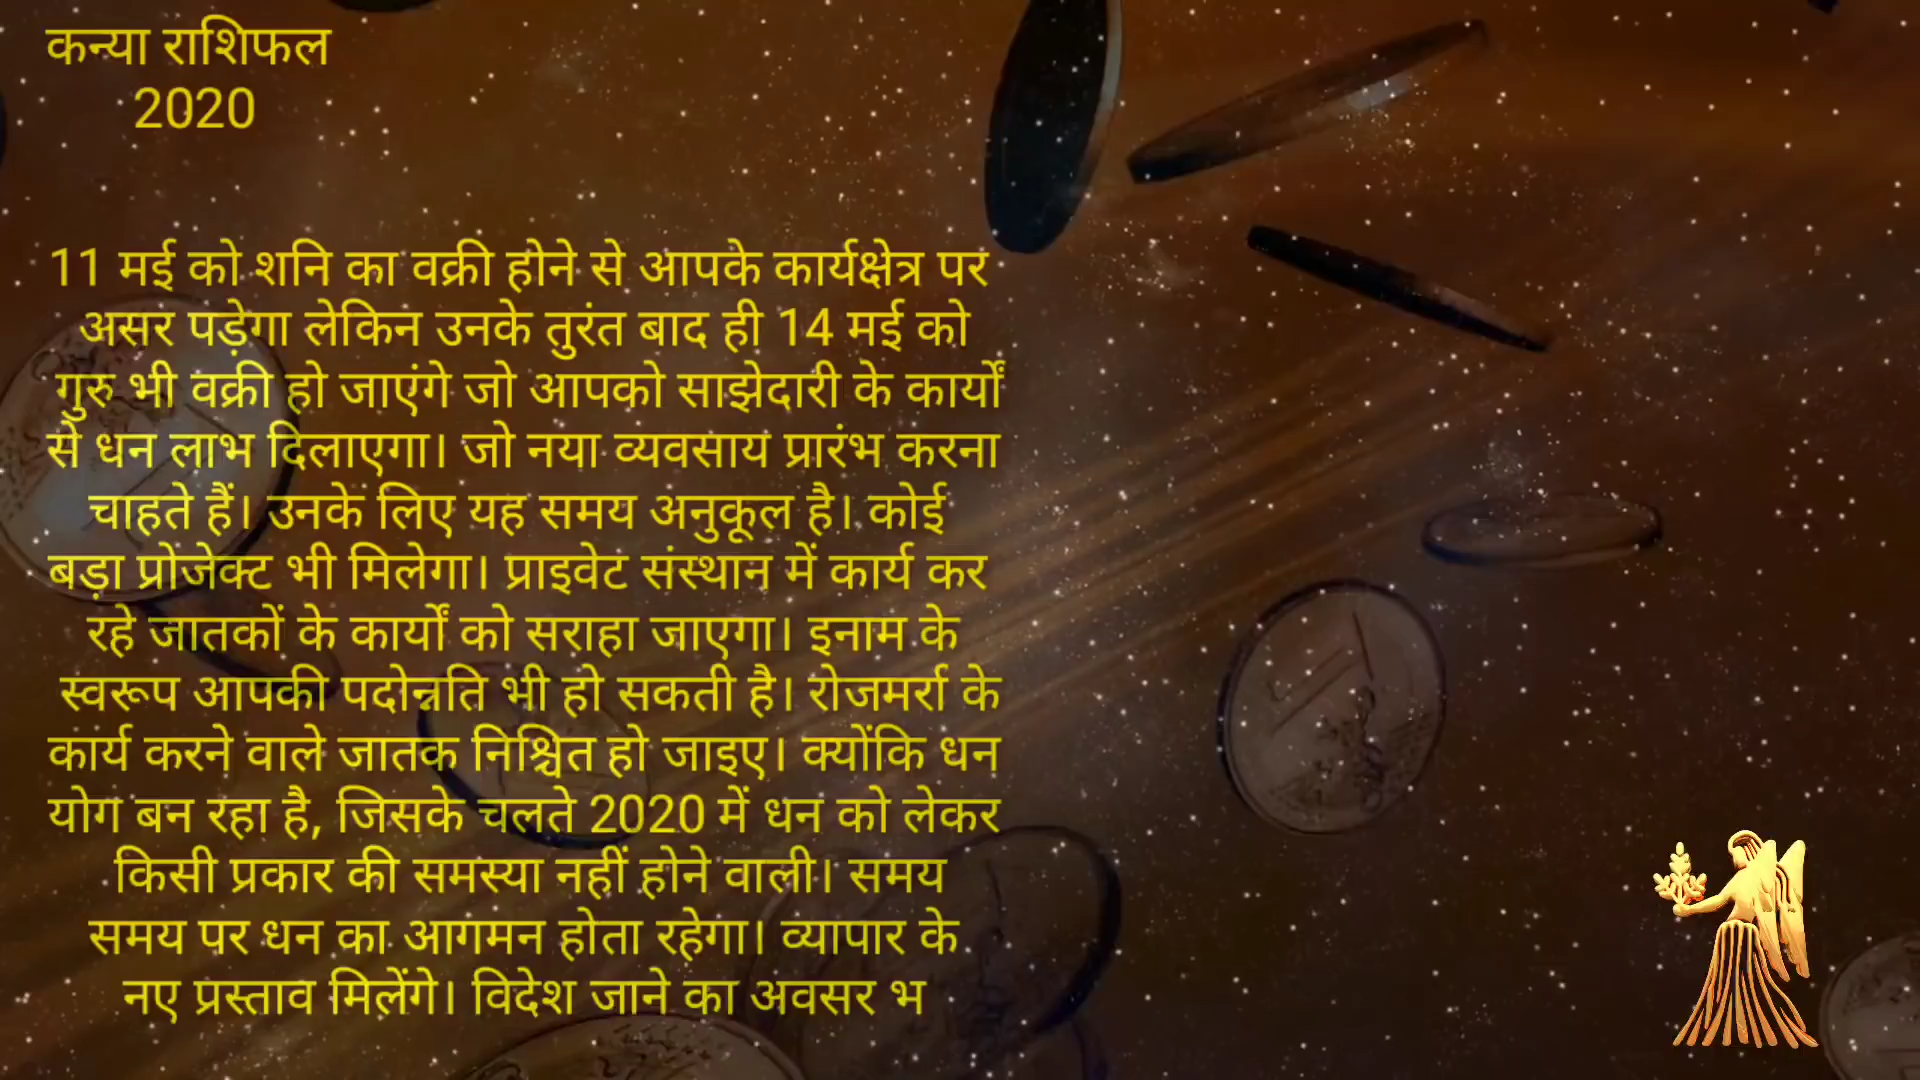 कन्या राशिफल
2020
11 मई को शनि का वक्री होने से आपके कार्यक्षेत्र पर
असर पड़ेगा लेकिन उनके तुरंत बाद ही 14 मई को
गुरु भी वक्री हो जाएंगे जो आपको साझेदारी के कार्यों
से धन लाभ दिलाएगा। जो नया व्यवसाय प्रारंभ करना
चाहते हैं। उनके लिए यह समय अनुकूल है। कोई
बड़ा प्रोजेक्ट भी मिलेगा। प्राइवेट संस्थान में कार्य कर
रहे जातकों के कार्यों को सराहा जाएगा। इनाम के
स्वरूप आपकी पदोन्नति भी हो सकती है। रोजमर्रा के
कार्य करने वाले जातक निश्चित हो जाइए। क्योंकि धन
योग बन रहा है, जिसके चलते 2020 में धन को लेकर
किसी प्रकार की समस्या नहीं होने वाली। समय
समय पर धन का आगमन होता रहेगा। व्यापार के
नए प्रस्ताव मिलेंगे। विदेश जाने का अवसर भ